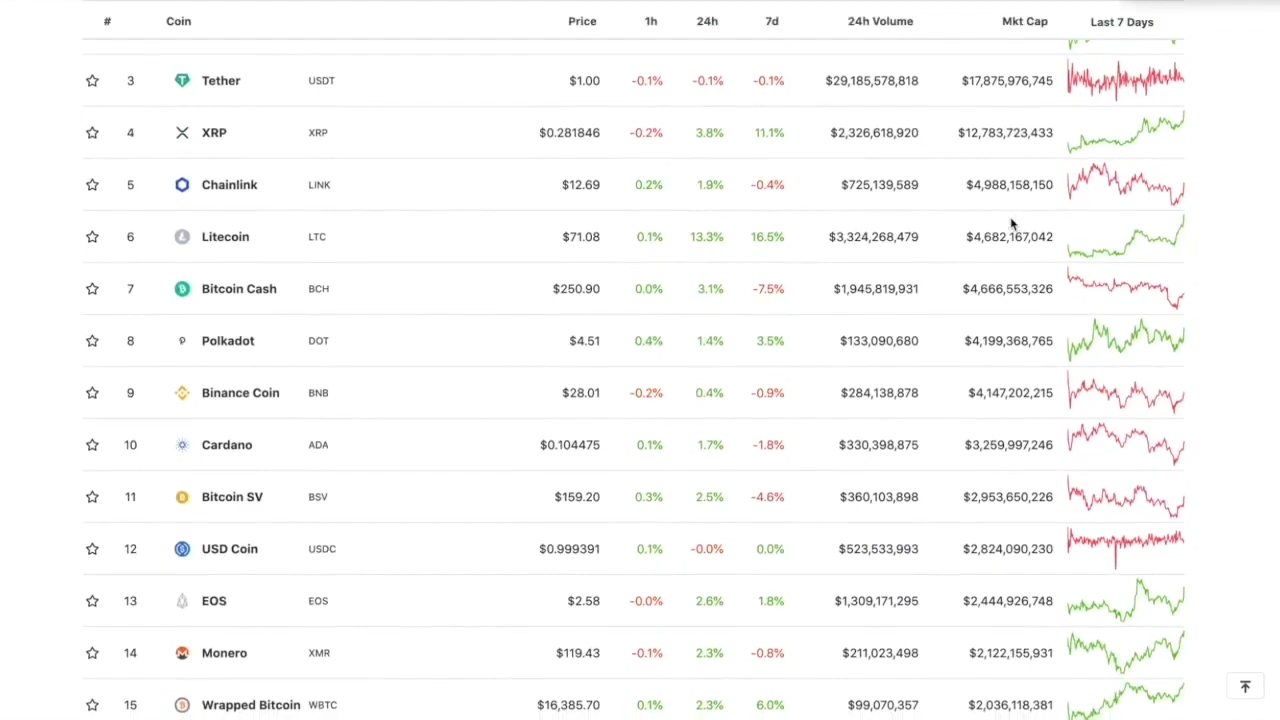 # Coin Price 1h 24h 7d 24h Volume Mkt Cap Last 7 Days
3 Tether USDT $1.00 -0.1% -0.1% -0.1% $29,185,578,818 $17,875,976,745
4 XRP XRP $0.281846 -0.2% 3.8% 11.1% $2,326,618,920 $12,783,723,433
5 Chainlink LINK $12.69 0.2% 1.9% -0.4% $725,139,589 $4,988,158,150
6 Litecoin LTC $71.08 0.1% 13.3% 16.5% $3,324,268,479 $4,682,167,042
7 Bitcoin Cash BCH $250.90 0.0% 3.1% -7.5% $1,945,819,931 $4,666,553,326
8 Polkadot DOT $4.51 0.4% 1.4% 3.5% $133,090,680 $4,199,368,765
9 Binance Coin BNB $28.01 -0.2% 0.4% -0.9% $284,138,878 $4,147,202,215
10 Cardano ADA $0.104475 0.1% 1.7% -1.8% $330,398,875 $3,259,997,246
11 Bitcoin SV BSV $159.20 0.3% 2.5% -4.6% $360,103,898 $2,953,650,226
12 USD Coin USDC $0.999391 0.1% -0.0% 0.0% $523,533,993 $2,824,090,230
13 EOS EOS $2.58 -0.0% 2.6% 1.8% $1,309,171,295 $2,444,926,748
14 Monero XMR $119.43 -0.1% 2.3% -0.8% $211,023,498 $2,122,155,931
15 Wrapped Bitcoin WBTC $16,385.70 0.1% 2.3% 6.0% $99,070,357 $2,036,118,381